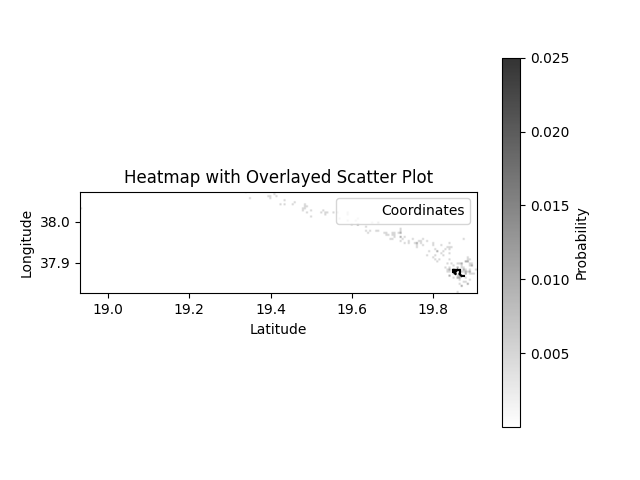 Heatmap with Overlayed Scatter Plot
Coordinates
Longitude
38.0
37.9
19.0 19.2 19.4 19.6 19.8
Latitude
0.025
0.020
0.015
0.010
0.005
Probability